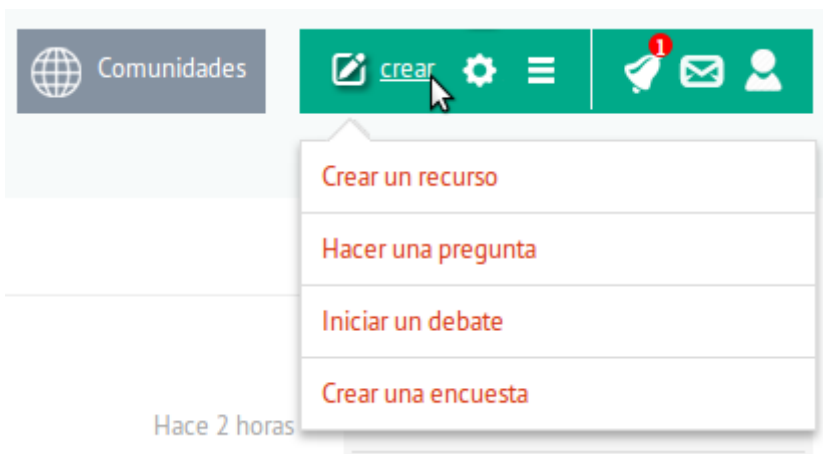 Comunidades
crear
1
Crear un recurso
Hacer una pregunta
Iniciar un debate
Crear una encuesta
Hace 2 horas